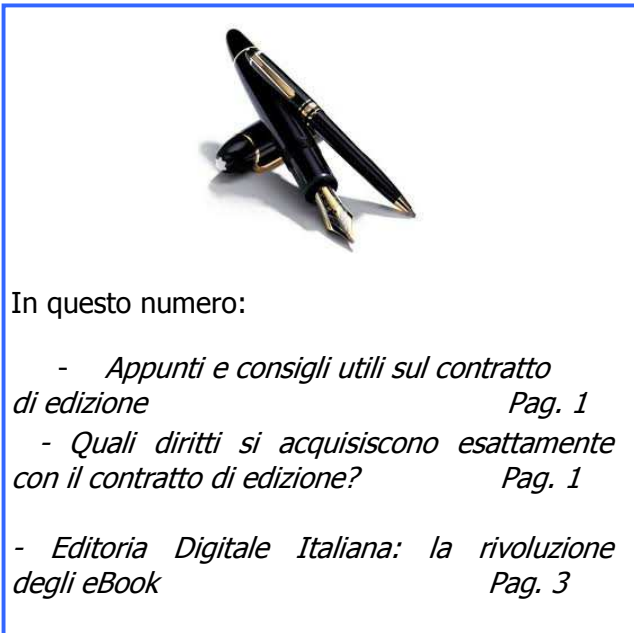 In questo numero:
- Appunti e consigli utili sul contratto
di edizione Pag. 1
- Quali diritti si acquisiscono esattamente
con il contratto di edizione? Pag. 1
- Editoria Digitale Italiana: la rivoluzione
degli eBook Pag. 3